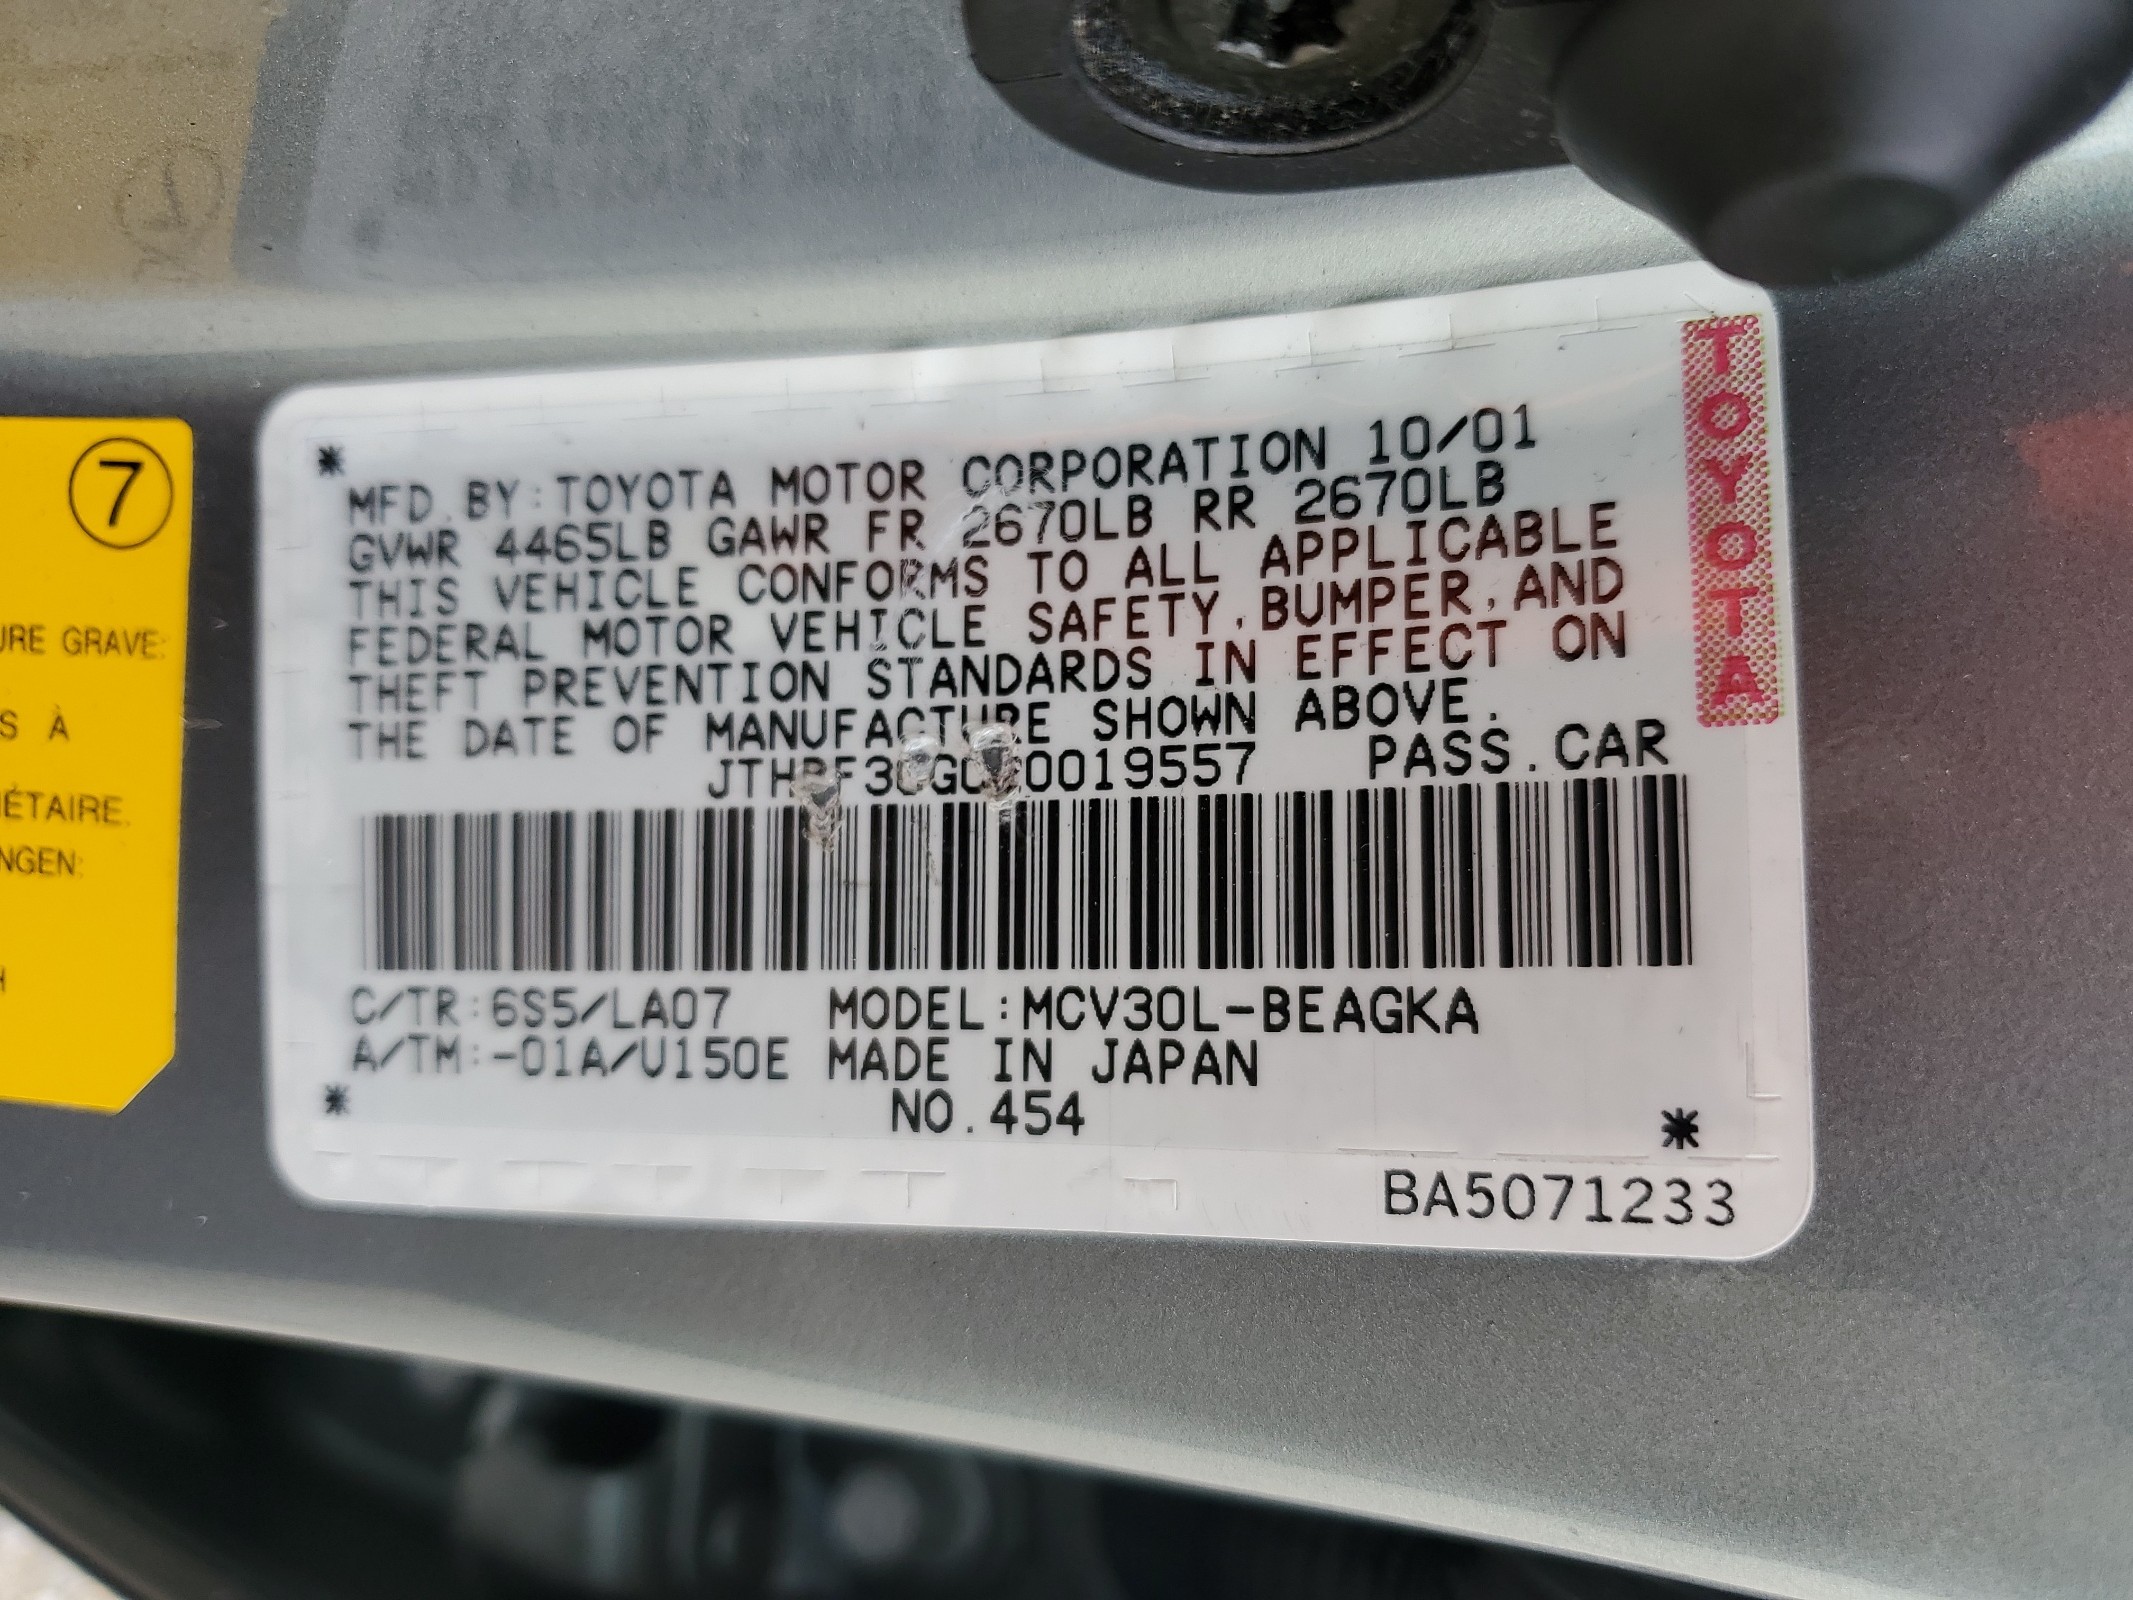 7
URE GRAVE:
S À
ÉTAIRE.
NGEN:
H
*
MFD.BY:TOYOTA MOTOR CORPORATION 10/01
GVWR 4465LB GAWR FR 2670LB RR 2670LB
THIS VEHICLE CONFORMS TO ALL APPLICABLE
FEDERAL MOTOR VEHICLE SAFETY,BUMPER,AND
THEFT PREVENTION STANDARDS IN EFFECT ON
THE DATE OF MANUFACTURE SHOWN ABOVE.
PASS.CAR
C/TR:6S5/LA07 MODEL:MCV30L-BEAGKA
A/TM:-01A/U150E MADE IN JAPAN
* NO.454 *
BA5071233
TOYOTA